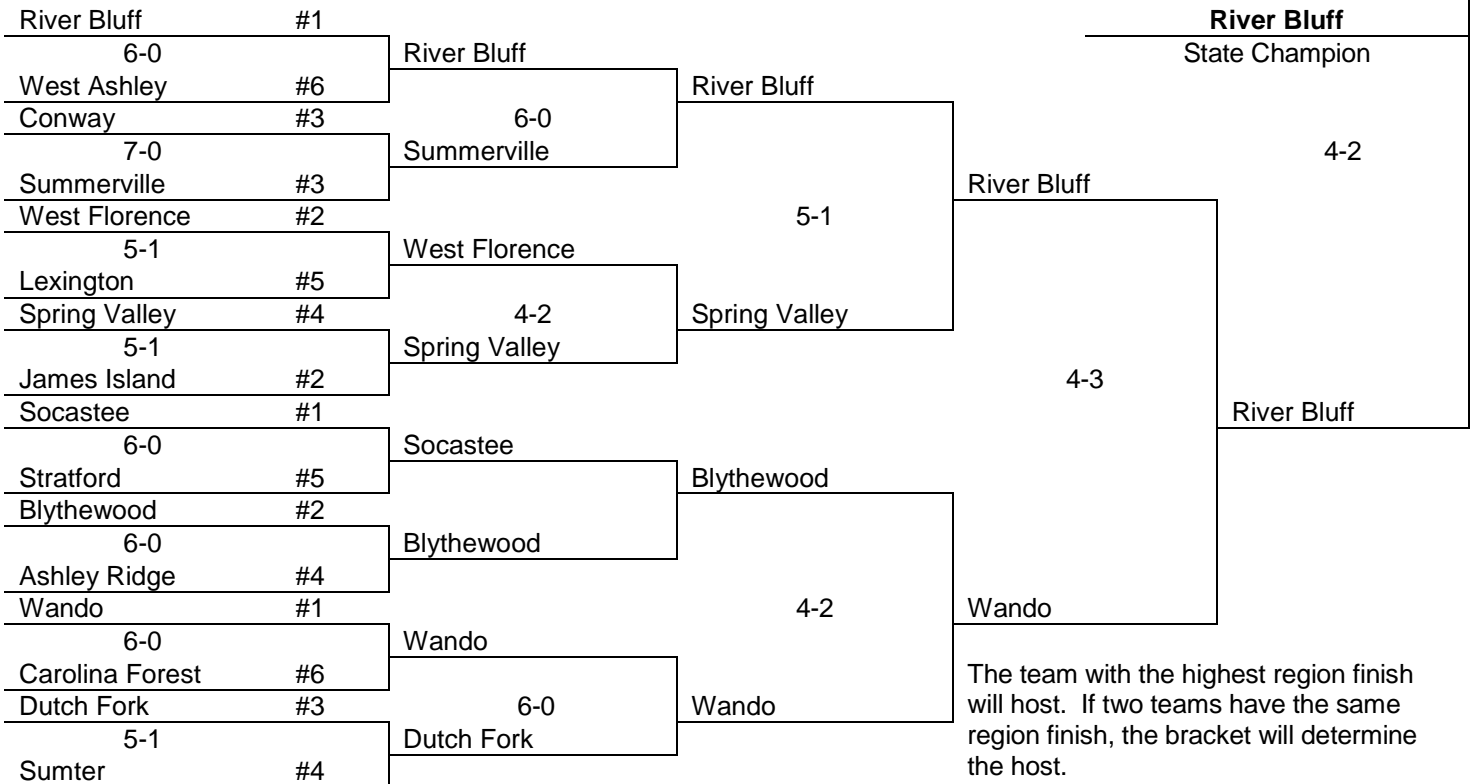 River Bluff #1 River Bluff
6-0 River Bluff State Champion
West Ashley #6 River Bluff
Conway #3 6-0
7-0 Summerville 4-2
Summerville #3 River Bluff
West Florence #2 5-1
5-1 West Florence
Lexington #5
Spring Valley #4 4-2 Spring Valley
5-1 Spring Valley
James Island #2 4-3
Socastee #1 River Bluff
6-0 Socastee
Stratford #5 Blythewood
Blythewood #2
6-0 Blythewood
Ashley Ridge #4
Wando #1 4-2 Wando
6-0 Wando
Carolina Forest #6 The team with the highest region finish
Dutch Fork #3 6-0 Wando will host. If two teams have the same
5-1 Dutch Fork region finish, the bracket will determine
Sumter #4 the host.